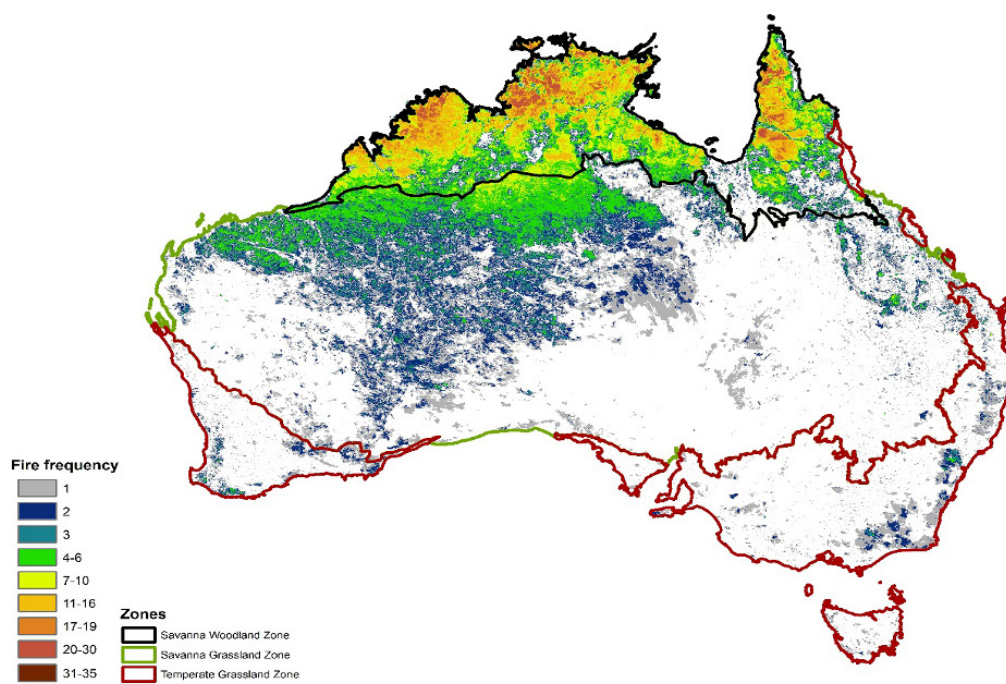 Fire frequency
1
2
3
4-6
7-10
11-16
17-19
20-30
31-35
Zones
Savanna Woodland Zone
Savanna Grassland Zone
Temperate Grassland Zone